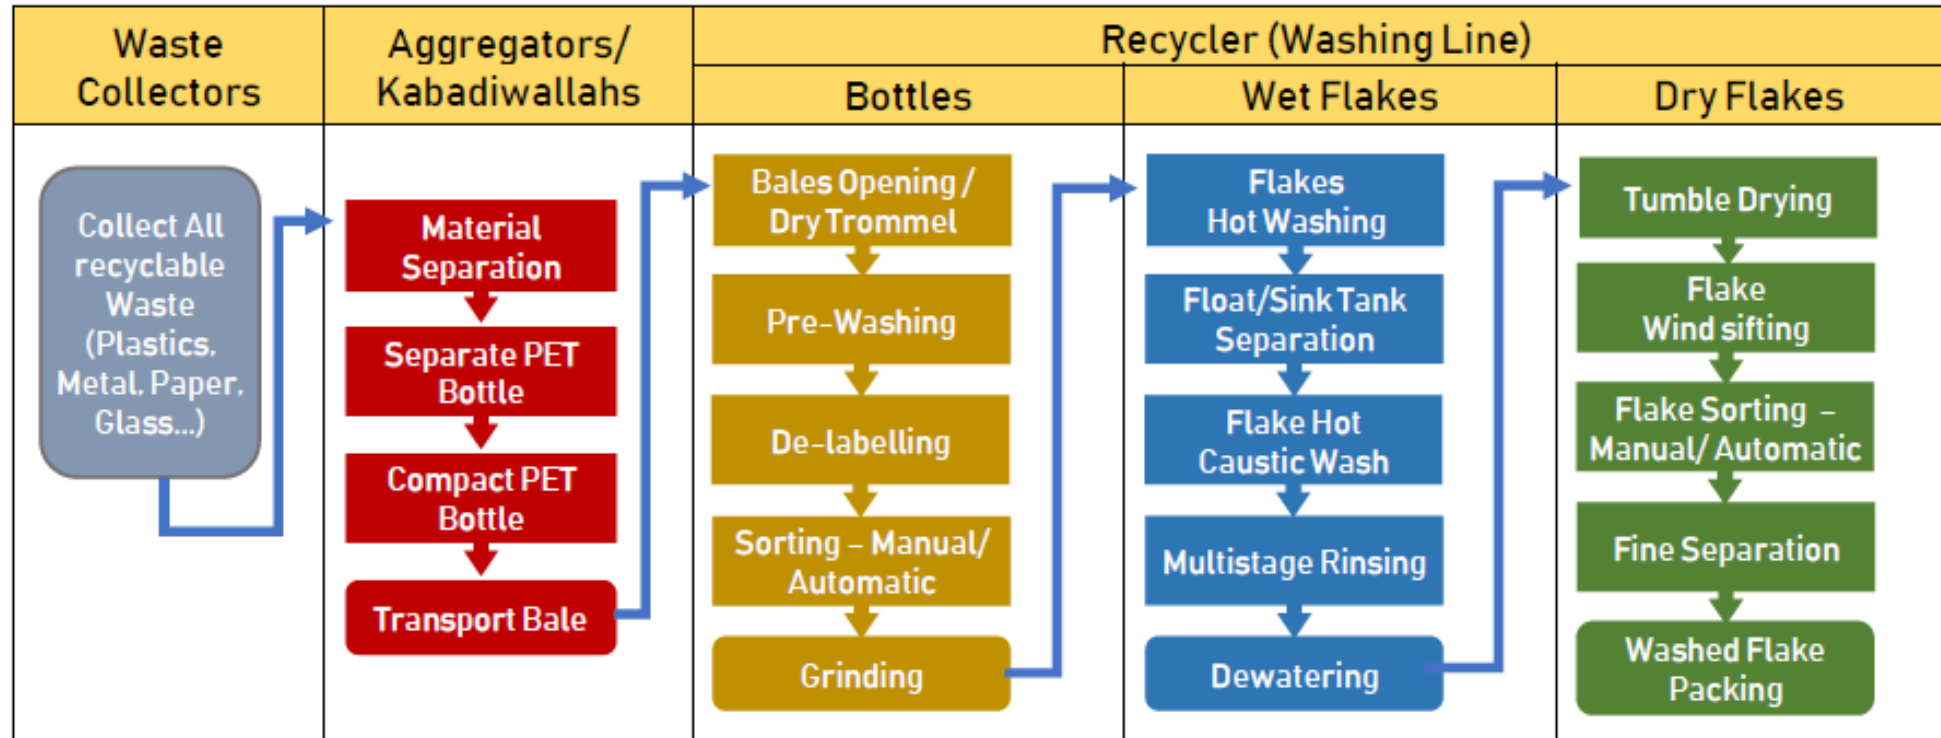 Waste
Collectors
Aggregators/
Kabadiwallahs
Recycler (Washing Line)
Bottles
Wet Flakes
Dry Flakes
Collect All
recyclable
Waste
(Plastics,
Metal, Paper,
Glass...)
Material
Separation
Separate PET
Bottle
Compact PET
Bottle
Transport Bale
Bales Opening /
Dry Trommel
Pre-Washing
De-labelling
Sorting – Manual/
Automatic
Grinding
Flakes
Hot Washing
Float/Sink Tank
Separation
Flake Hot
Caustic Wash
Multistage Rinsing
Dewatering
Tumble Drying
Flake
Wind sifting
Flake Sorting –
Manual/ Automatic
Fine Separation
Washed Flake
Packing